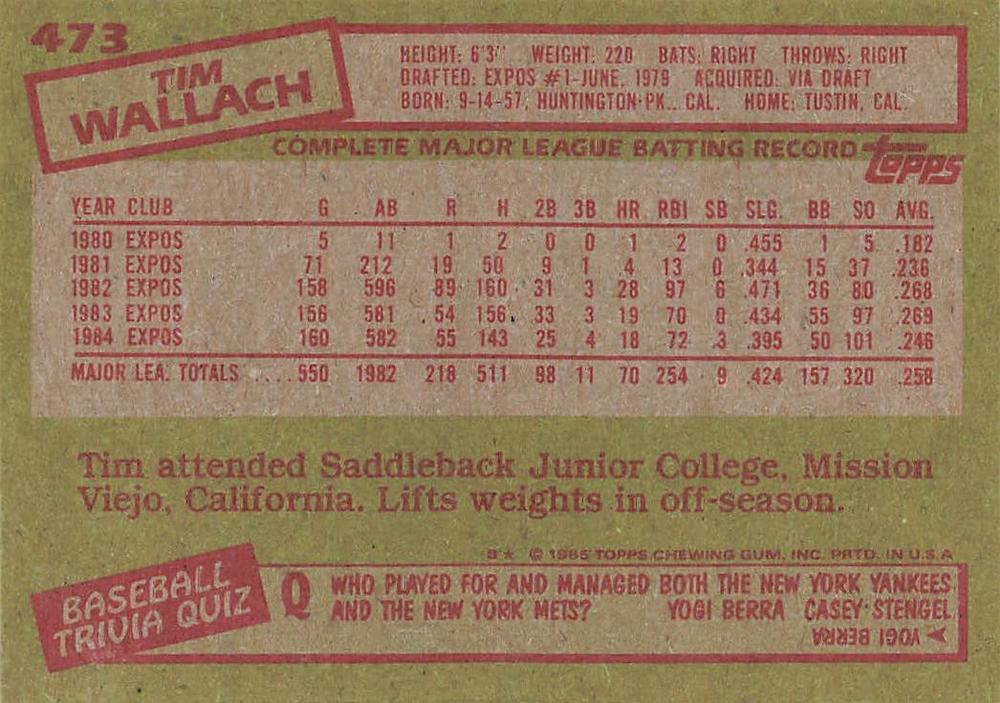 473
TIM
WALLACH
HEIGHT: 6'3" WEIGHT: 220 BATS: RIGHT THROWS: RIGHT
DRAFTED: EXPOS #1-JUNE, 1979 ACQUIRED: VIA DRAFT
BORN: 9-14-57, HUNTINGTON PK., CAL. HOME: TUSTIN, CAL.
COMPLETE MAJOR LEAGUE BATTING RECORD topps
YEAR CLUB G AB R H 2B 3B HR RBI SB SLG. BB SO AVG.
1980 EXPOS 5 11 1 2 0 0 1 2 0 .455 1 5 .182
1981 EXPOS 71 212 19 50 9 1 4 13 0 .344 15 37 .236
1982 EXPOS 158 596 89 160 31 3 28 97 6 .471 36 80 .268
1983 EXPOS 156 581 54 156 33 3 19 70 0 .434 55 97 .269
1984 EXPOS 160 582 55 143 25 4 18 72 3 .395 50 101 .246
MAJOR LEA. TOTALS ....550 1982 218 511 98 11 70 254 9 .424 157 320 .258
Tim attended Saddleback Junior College, Mission
Viejo, California. Lifts weights in off-season.
B★ © 1985 TOPPS CHEWING GUM, INC. PRTD. IN U.S.A
BASEBALL
TRIVIA QUIZ
Q WHO PLAYED FOR AND MANAGED BOTH THE NEW YORK YANKEES
AND THE NEW YORK METS? YOGI BERRA CASEY STENGEL
YOGI BERRA